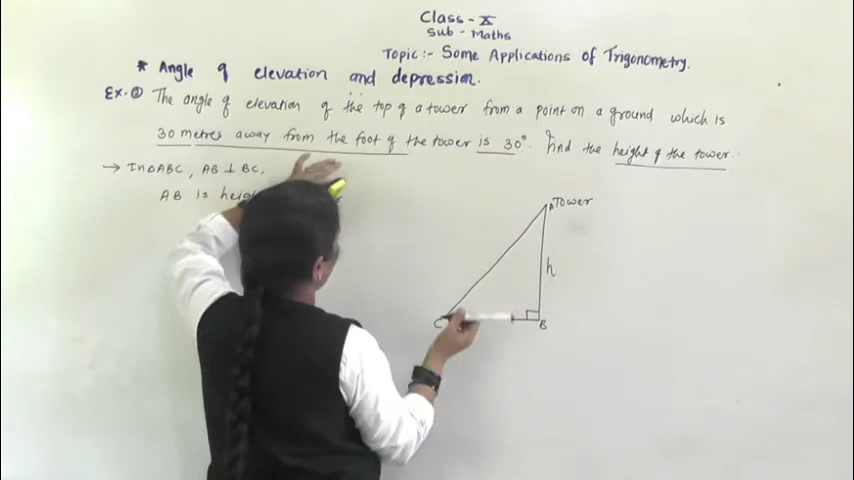 Class - X
Sub - Maths
Topic :- Some Applications of Trigonometry.
* Angle of elevation and depression.
Ex. ② The angle of elevation of the top of a tower from a point on a ground which is
30 metres away from the foot of the tower is 30°. Find the height of the tower.
→ In ∆ABC, AB ⊥ BC,
AB is
A Tower
h
C
B